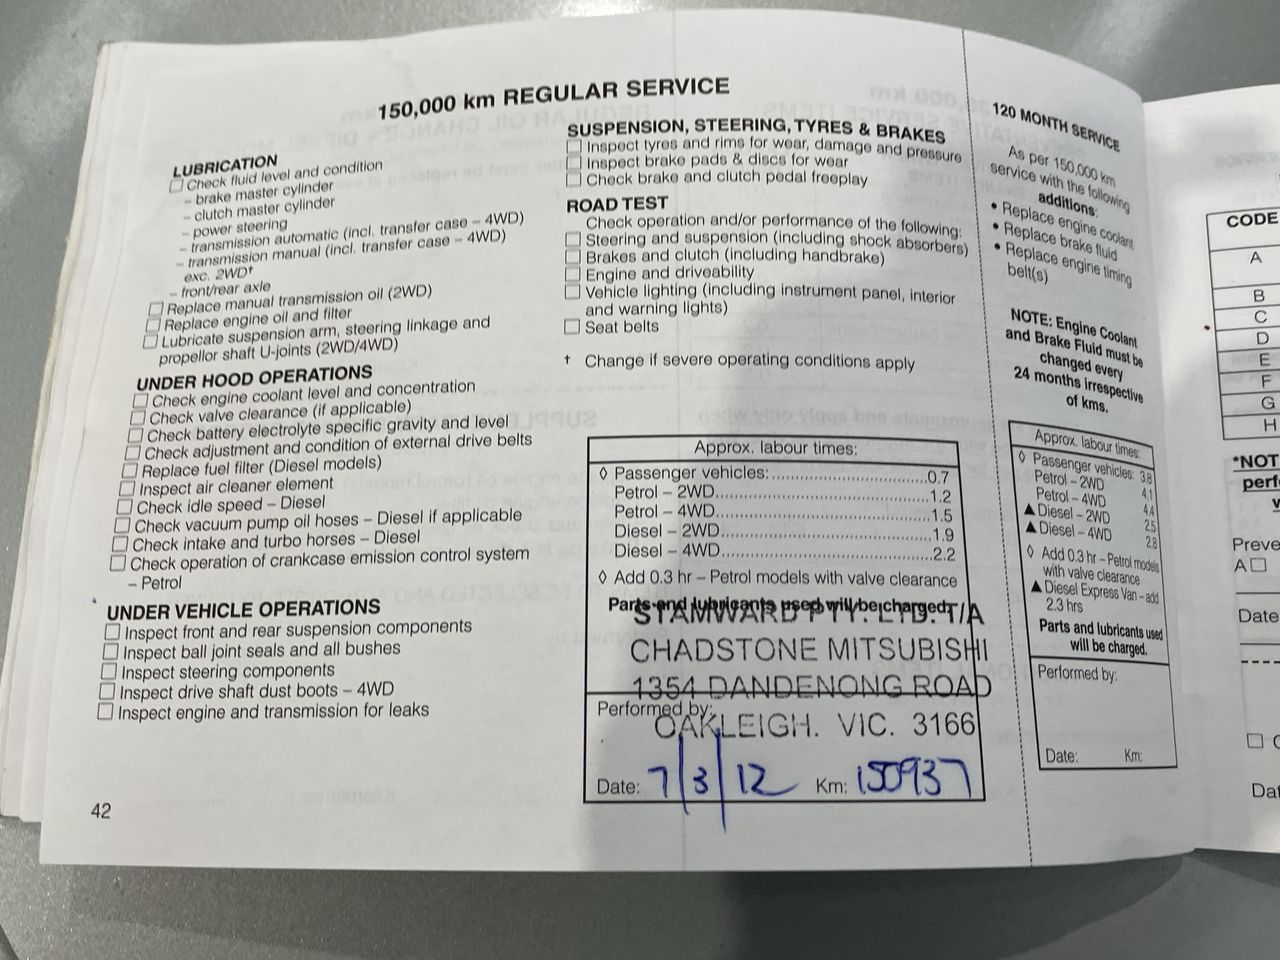 150,000 km REGULAR SERVICE
LUBRICATION
Check fluid level and condition
– brake master cylinder
– clutch master cylinder
– power steering
– transmission automatic (incl. transfer case – 4WD)
– transmission manual (incl. transfer case – 4WD)
exc. 2WD†
– front/rear axle
Replace manual transmission oil (2WD)
Replace engine oil and filter
Lubricate suspension arm, steering linkage and
propellor shaft U-joints (2WD/4WD)
UNDER HOOD OPERATIONS
Check engine coolant level and concentration
Check valve clearance (if applicable)
Check battery electrolyte specific gravity and level
Check adjustment and condition of external drive belts
Replace fuel filter (Diesel models)
Inspect air cleaner element
Check idle speed – Diesel
Check vacuum pump oil hoses – Diesel if applicable
Check intake and turbo horses – Diesel
Check operation of crankcase emission control system
– Petrol
UNDER VEHICLE OPERATIONS
Inspect front and rear suspension components
Inspect ball joint seals and all bushes
Inspect steering components
Inspect drive shaft dust boots – 4WD
Inspect engine and transmission for leaks
42
SUSPENSION, STEERING, TYRES & BRAKES
Inspect tyres and rims for wear, damage and pressure
Inspect brake pads & discs for wear
Check brake and clutch pedal freeplay
ROAD TEST
Check operation and/or performance of the following:
Steering and suspension (including shock absorbers)
Brakes and clutch (including handbrake)
Engine and driveability
Vehicle lighting (including instrument panel, interior
and warning lights)
Seat belts
† Change if severe operating conditions apply
Approx. labour times:
◊ Passenger vehicles:..............................0.7
Petrol – 2WD.......................................1.2
Petrol – 4WD.......................................1.5
Diesel – 2WD......................................1.9
Diesel – 4WD......................................2.2
◊ Add 0.3 hr – Petrol models with valve clearance
Parts and lubricants used will be charged.
STAMWARD PTY. LTD. T/A
CHADSTONE MITSUBISHI
1354 DANDENONG ROAD
Performed by:
OAKLEIGH. VIC. 3166
Date: 7/3/12 Km: 150937
120 MONTH SERVICE
As per 150,000 km
service with the following
additions:
• Replace engine coolant
• Replace brake fluid
• Replace engine timing
belt(s)
NOTE: Engine Coolant
and Brake Fluid must be
changed every
24 months irrespective
of kms.
Approx. labour times:
◊ Passenger vehicles: 3.8
Petrol – 2WD 4.1
Petrol – 4WD 4.4
▲ Diesel – 2WD 2.5
▲ Diesel – 4WD 2.8
◊ Add 0.3 hr – Petrol models
with valve clearance
▲ Diesel Express Van – add
2.3 hrs
Parts and lubricants used
will be charged.
Performed by:
Date: Km:
CODE
A
B
C
D
E
F
G
H
*NOT
perf
Preve
A
Date